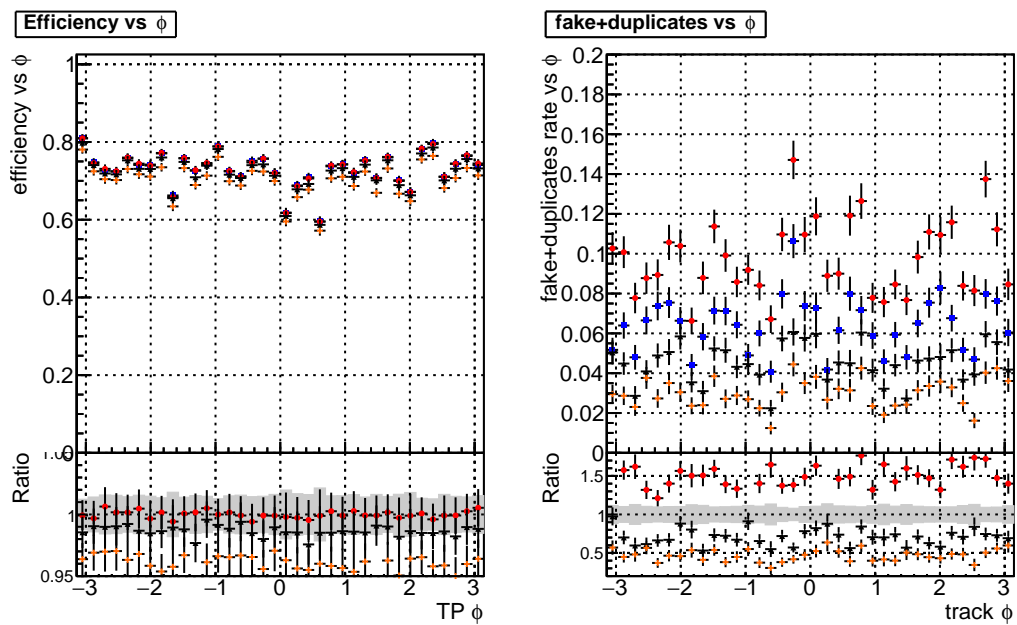 Efficiency vs ϕ
efficiency vs ϕ
1
0.8
0.6
0.4
0.2
0
Ratio
1
0.95
−3 −2 −1 0 1 2 3
TP ϕ
fake+duplicates vs ϕ
fake+duplicates rate vs ϕ
0.2
0.18
0.16
0.14
0.12
0.1
0.08
0.06
0.04
0.02
0
Ratio
1.5
1
0.5
−3 −2 −1 0 1 2 3
track ϕ